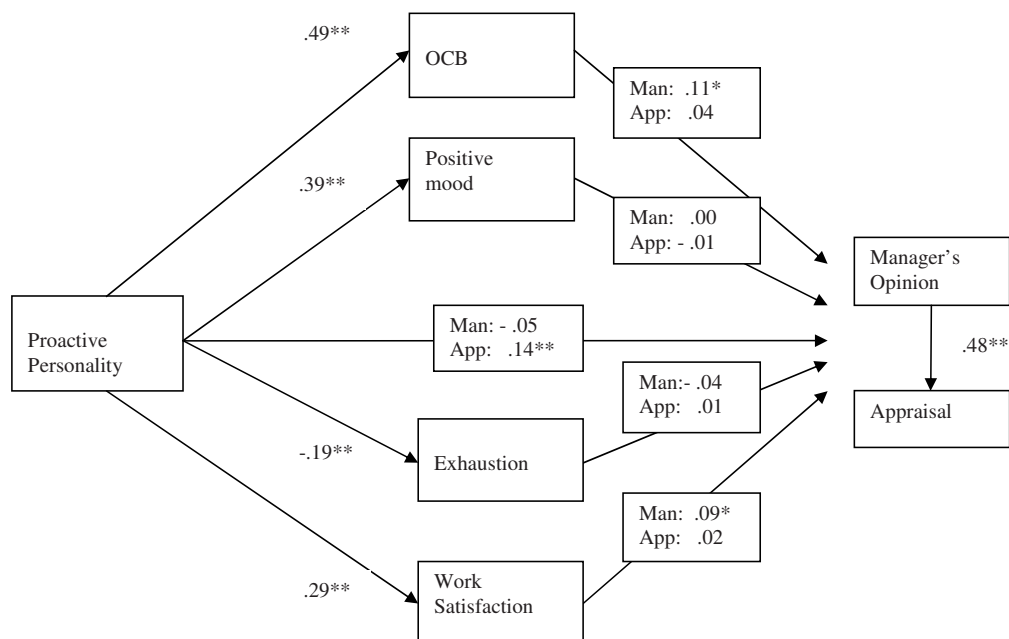 .49**
OCB
Man: .11*
App: .04
.39**
Positive
mood
Man: .00
App: - .01
Manager’s
Opinion
Proactive
Personality
Man: - .05
App: .14**
.48**
Man:- .04
App: .01
Appraisal
-.19**
Exhaustion
Man: .09*
App: .02
.29**
Work
Satisfaction